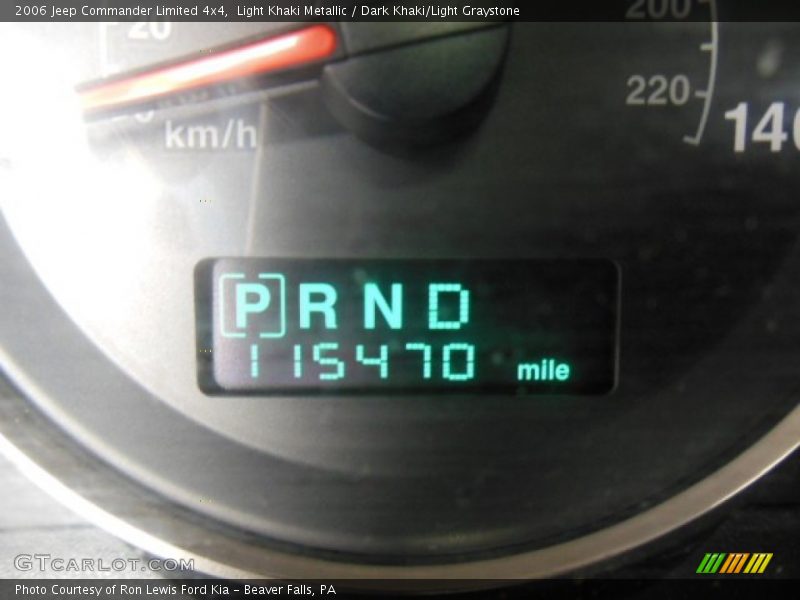 2006 Jeep Commander Limited 4x4,  Light Khaki Metallic / Dark Khaki/Light Graystone
20
200
220
140
km/h
[P] R N D
115470 mile
GTCARLOT.COM
Photo Courtesy of Ron Lewis Ford Kia - Beaver Falls, PA